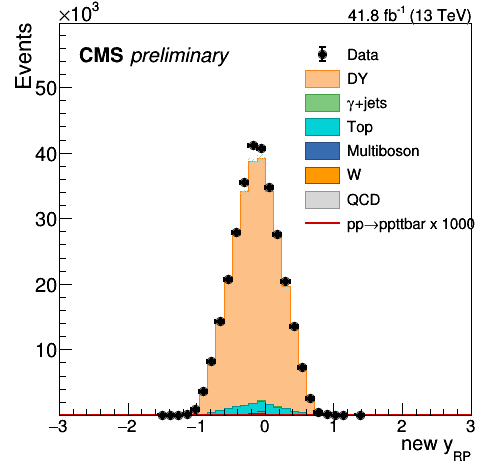 ×10³
41.8 fb⁻¹ (13 TeV)
Events
CMS preliminary
Data
DY
γ+jets
Top
Multiboson
W
QCD
pp→ppttbar x 1000
50
40
30
20
10
−3 −2 −1 0 1 2 3
new y_RP